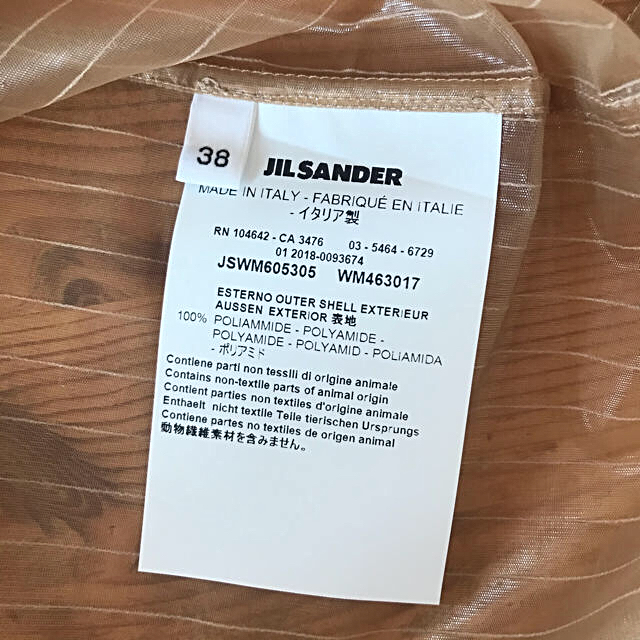 38
JIL SANDER
MADE IN ITALY - FABRIQUÉ EN ITALIE
- イタリア製
RN 104642 - CA 3476 03 - 5464 - 6729
01 2018-0093674
JSWM605305 WM463017
ESTERNO OUTER SHELL EXTERIEUR
AUSSEN EXTERIOR 表地
100% POLIAMMIDE - POLYAMIDE -
POLYAMIDE - POLYAMID - POLIAMIDA
- ポリアミド
Contiene parti non tessili di origine animale
Contains non-textile parts of animal origin
Contient parties non textiles d'origine animale
Enthaelt nicht textile Teile tierischen Ursprungs
Contiene partes no textiles de origen animal
動物繊維素材を含みません。